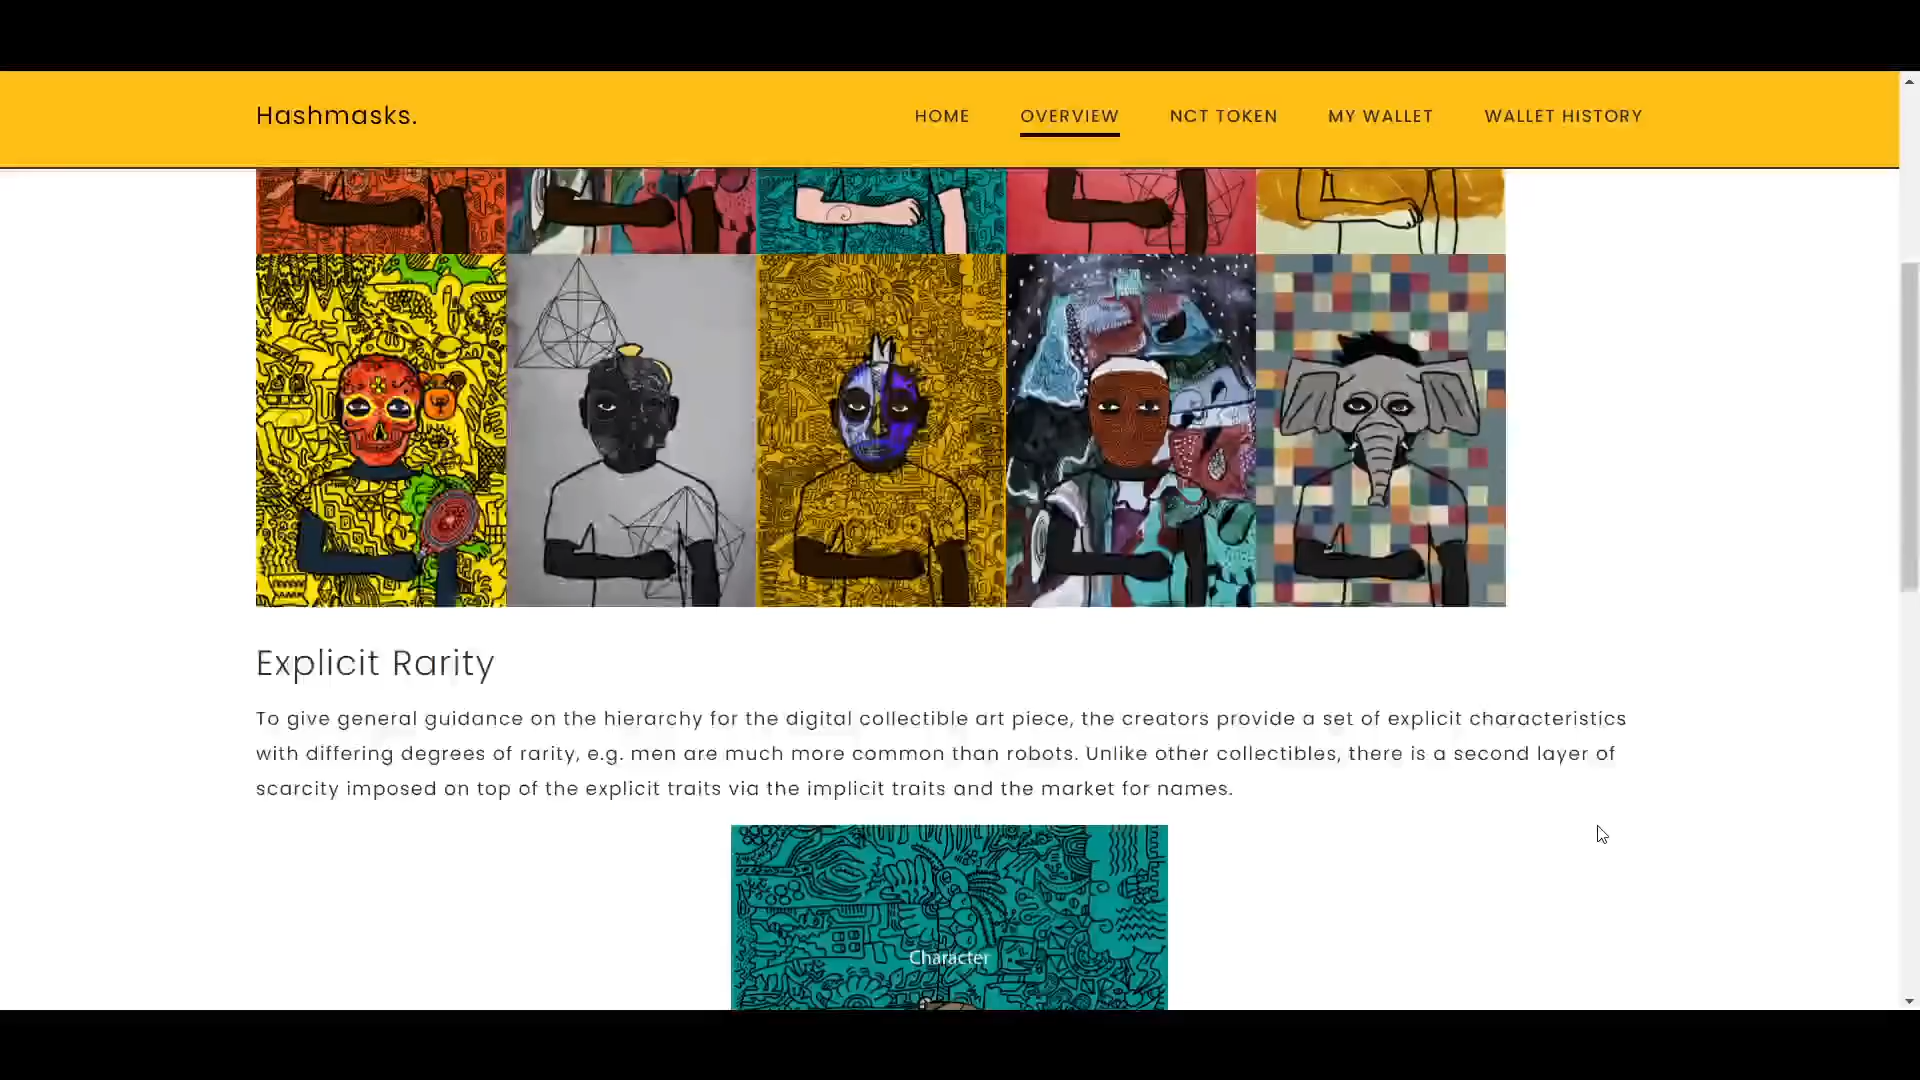 Hashmasks.
HOME OVERVIEW NCT TOKEN MY WALLET WALLET HISTORY
Explicit Rarity
To give general guidance on the hierarchy for the digital collectible art piece, the creators provide a set of explicit characteristics
with differing degrees of rarity, e.g. men are much more common than robots. Unlike other collectibles, there is a second layer of
scarcity imposed on top of the explicit traits via the implicit traits and the market for names.
Character